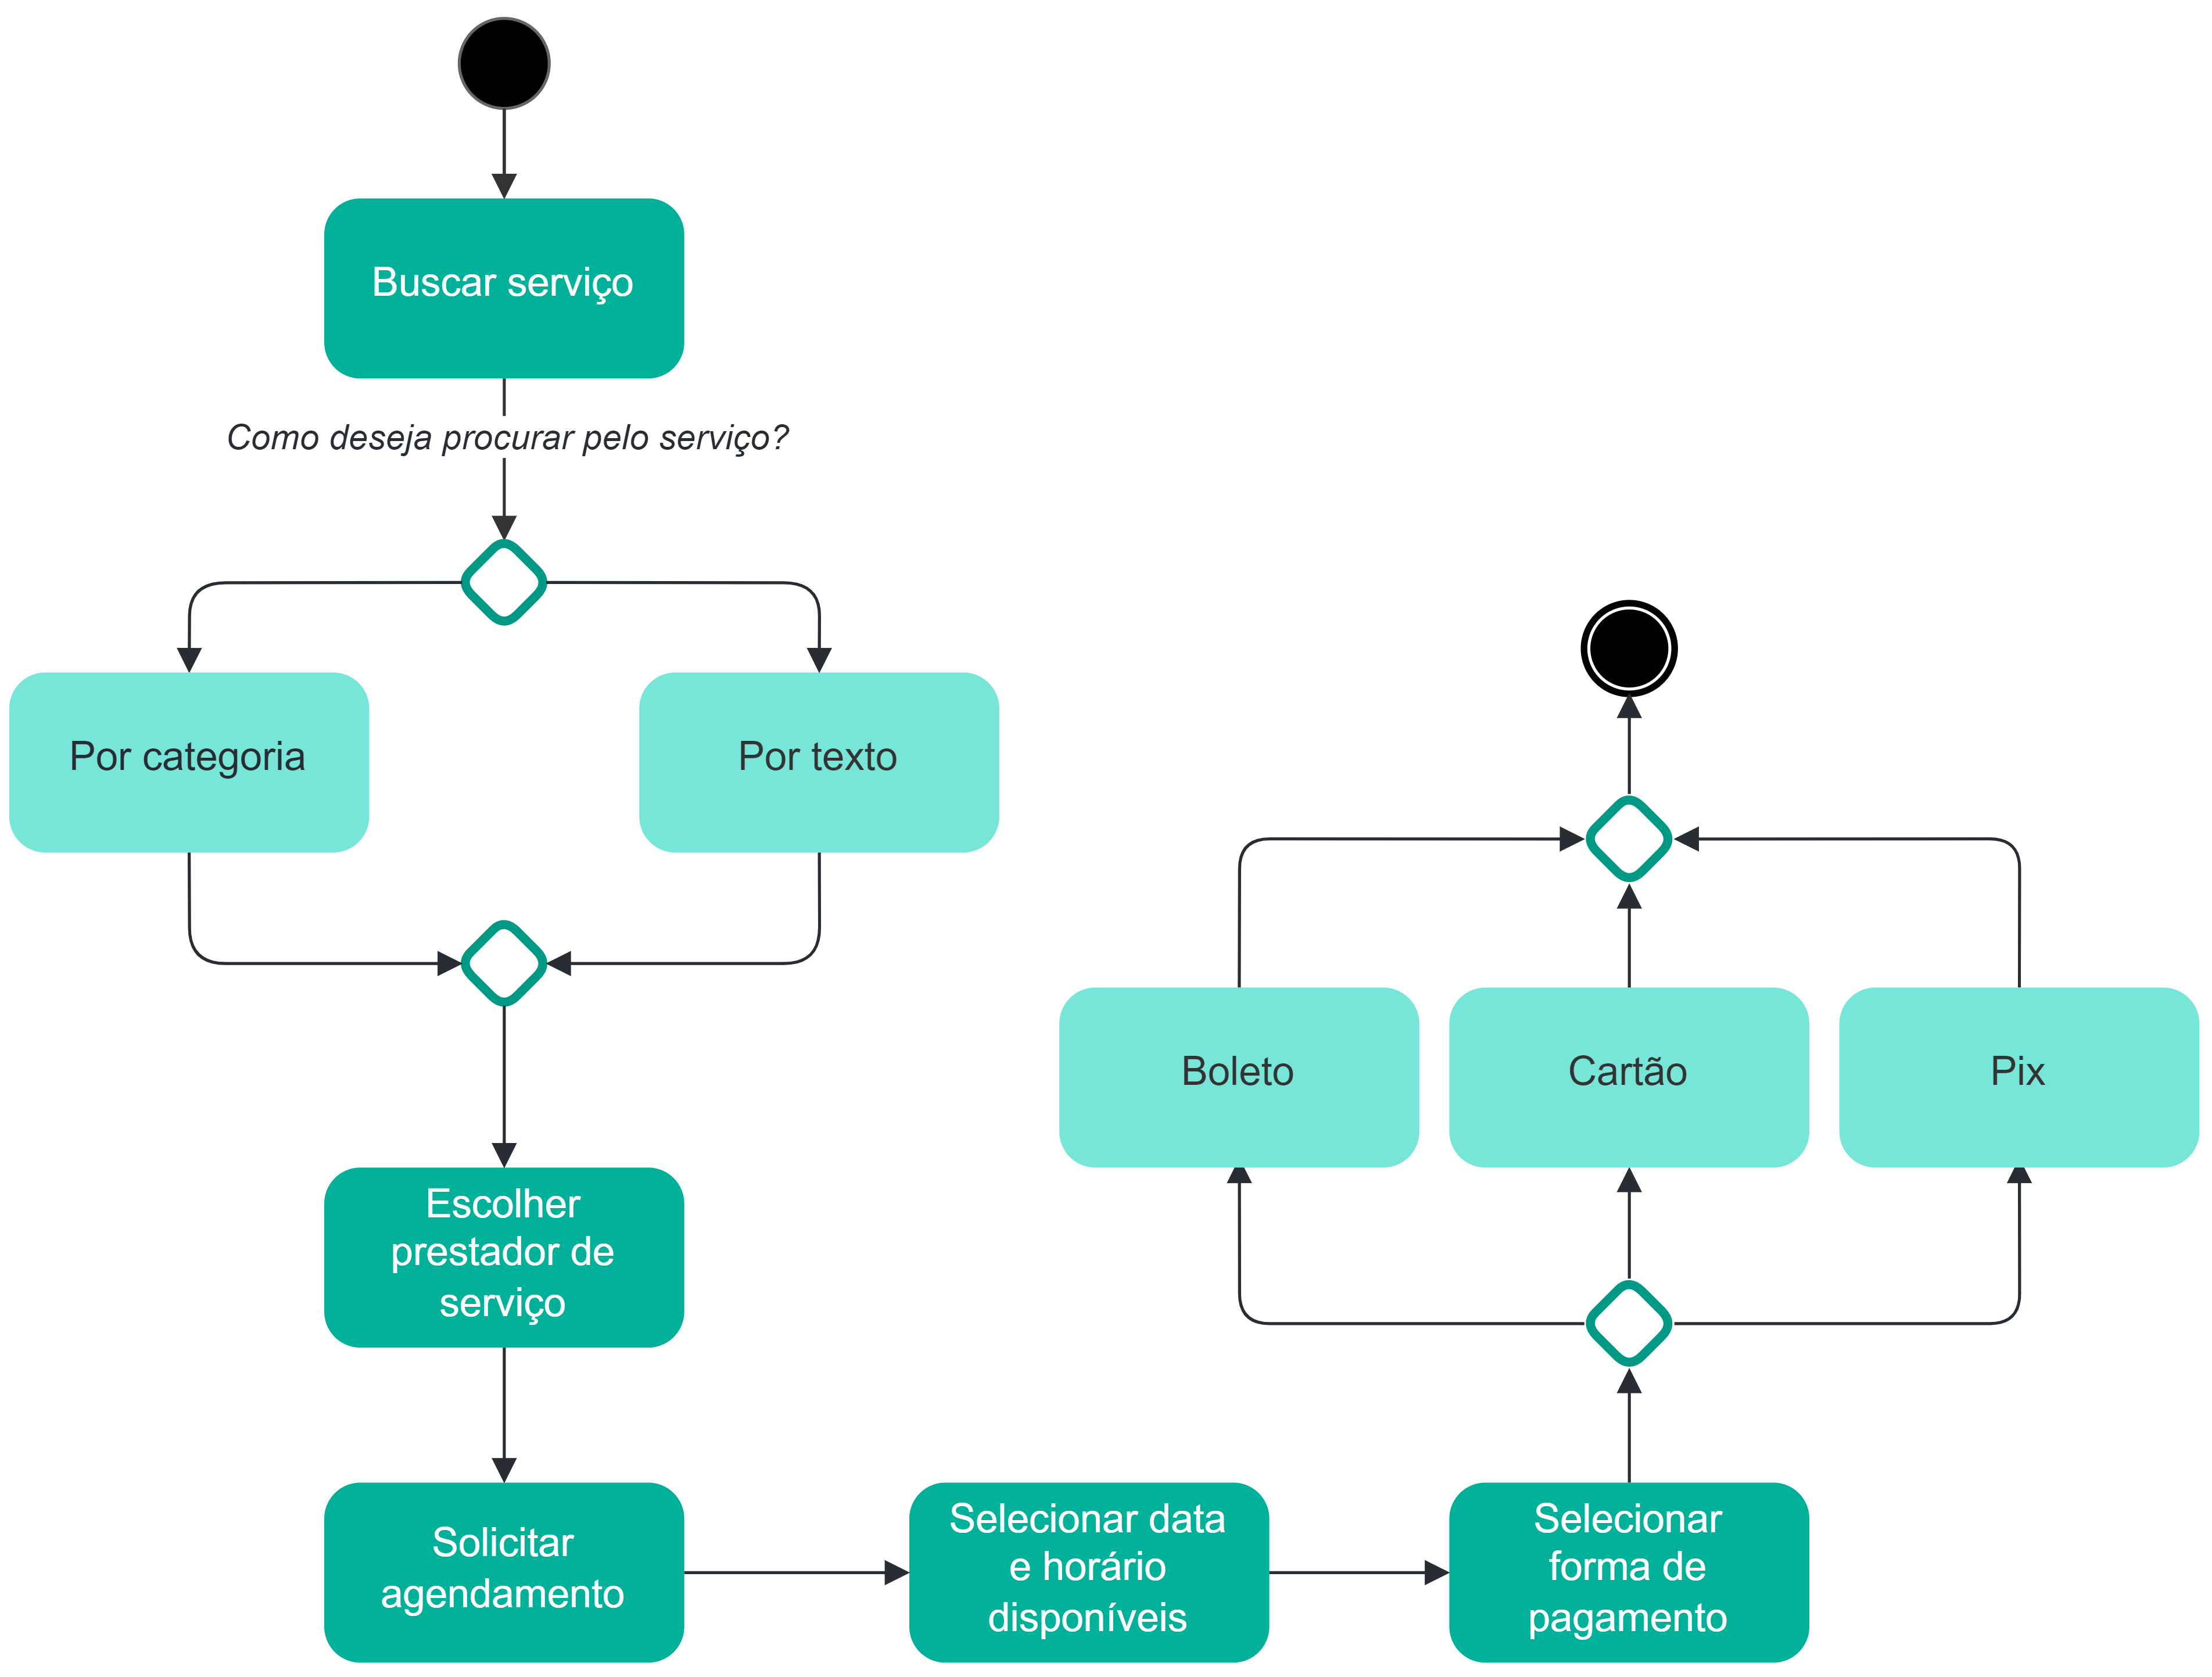 Buscar serviço
Como deseja procurar pelo serviço?
Por categoria
Por texto
Escolher
prestador de
serviço
Solicitar
agendamento
Selecionar data
e horário
disponíveis
Selecionar
forma de
pagamento
Boleto
Cartão
Pix